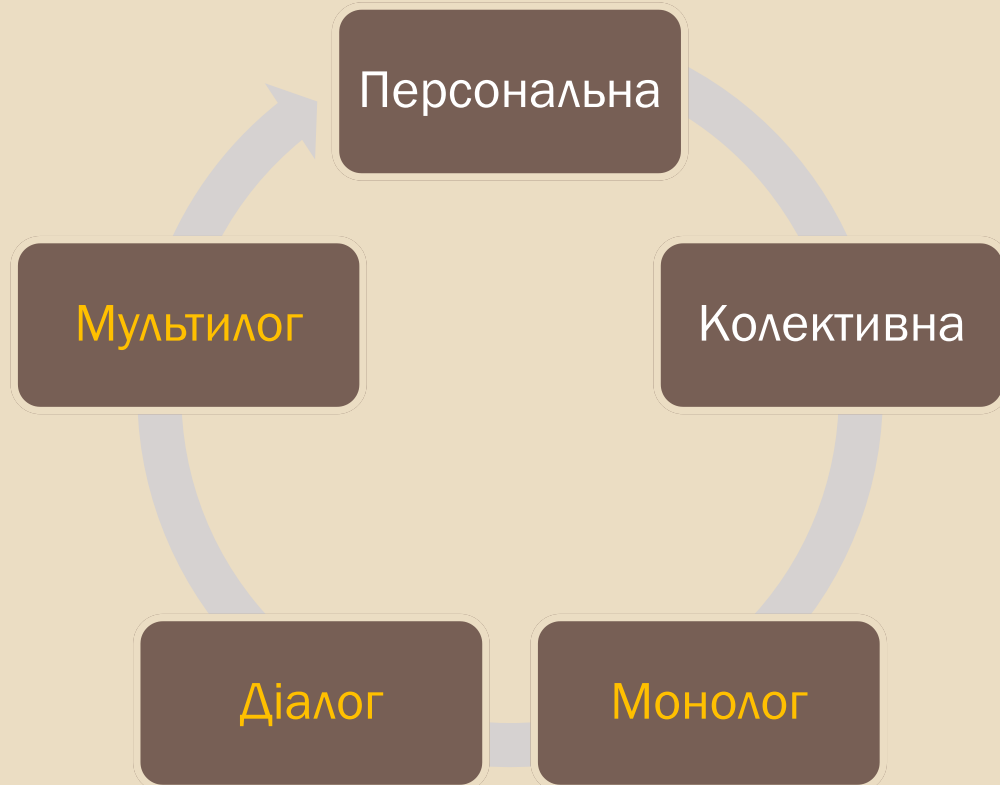 Персональна
Колективна
Монолог
Діалог
Мультилог